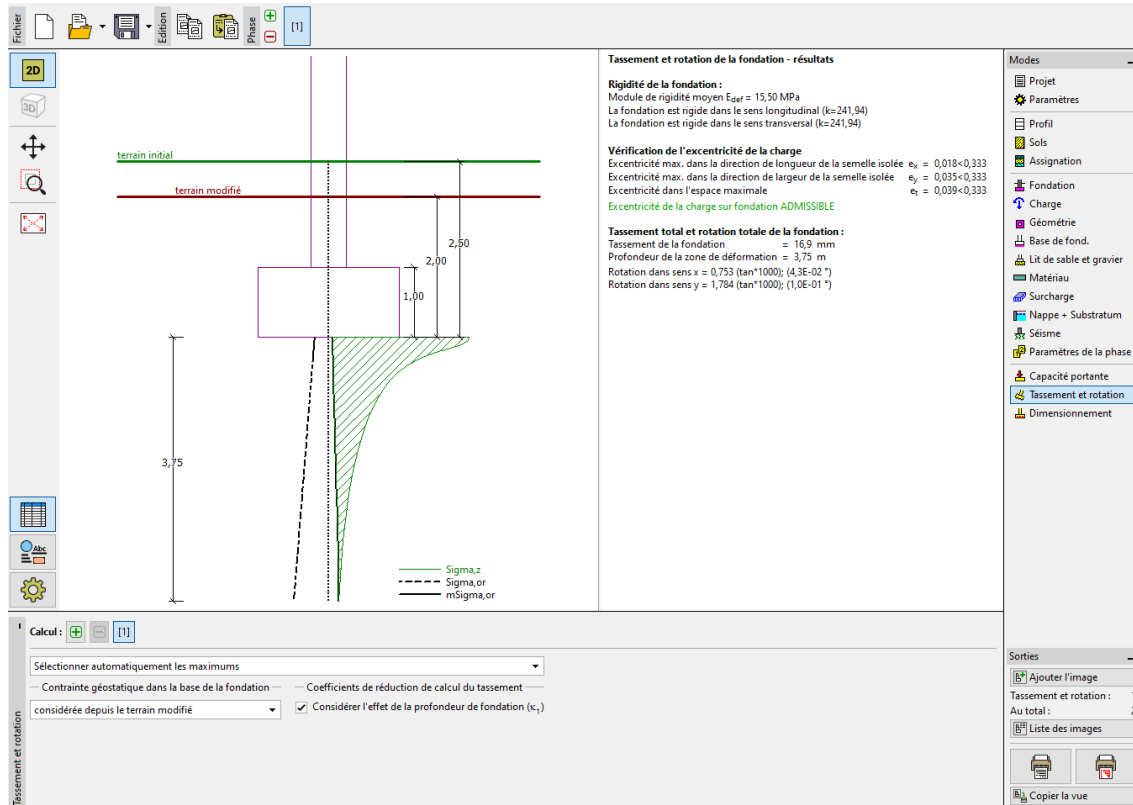 Fichier
Edition
Phase
[1]
2D
3D
terrain initial
terrain modifié
2,50
2,00
1,00
3,75
Sigma,z
Sigma,or
mSigma,or
Tassement et rotation de la fondation - résultats
Rigidité de la fondation :
Module de rigidité moyen Edef = 15,50 MPa
La fondation est rigide dans le sens longitudinal (k=241,94)
La fondation est rigide dans le sens transversal (k=241,94)
Vérification de l'excentricité de la charge
Excentricité max. dans la direction de longueur de la semelle isolée ex = 0,018<0,333
Excentricité max. dans la direction de largeur de la semelle isolée ey = 0,035<0,333
Excentricité dans l'espace maximale et = 0,039<0,333
Excentricité de la charge sur fondation ADMISSIBLE
Tassement total et rotation totale de la fondation :
Tassement de la fondation = 16,9 mm
Profondeur de la zone de déformation = 3,75 m
Rotation dans sens x = 0,753 (tan*1000); (4,3E-02 °)
Rotation dans sens y = 1,784 (tan*1000); (1,0E-01 °)
Modes
Projet
Paramètres
Profil
Sols
Assignation
Fondation
Charge
Géométrie
Base de fond.
Lit de sable et gravier
Matériau
Surcharge
Nappe + Substratum
Séisme
Paramètres de la phase
Capacité portante
Tassement et rotation
Dimensionnement
Abc
Tassement et rotation
Calcul :
[1]
Sélectionner automatiquement les maximums
Contrainte géostatique dans la base de la fondation
considérée depuis le terrain modifié
Coefficients de réduction de calcul du tassement
Considérer l'effet de la profondeur de fondation (κ1)
Sorties
Ajouter l'image
Tassement et rotation :
Au total :
Liste des images
Copier la vue